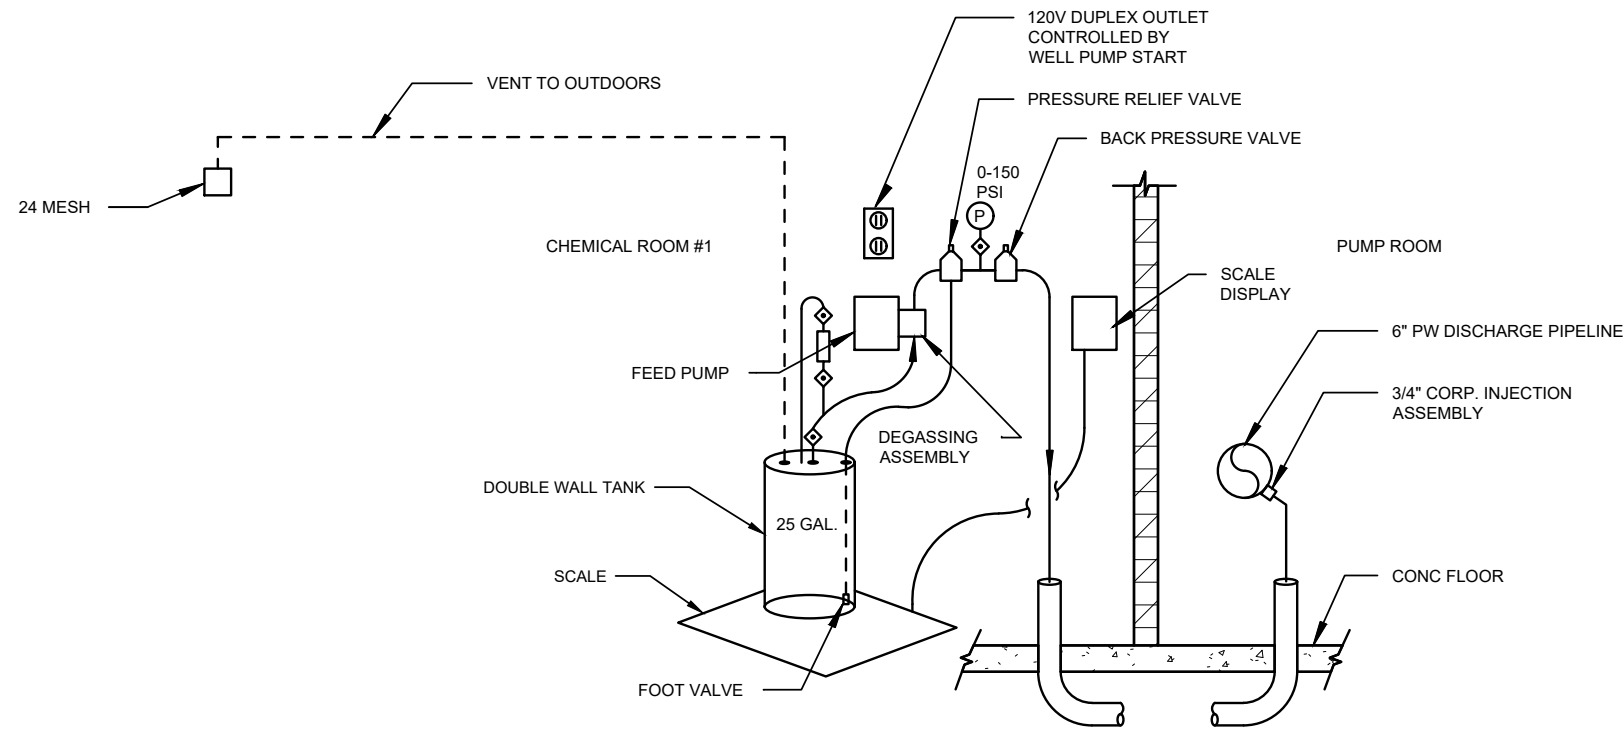 120V DUPLEX OUTLET
CONTROLLED BY
WELL PUMP START
VENT TO OUTDOORS
PRESSURE RELIEF VALVE
BACK PRESSURE VALVE
0-150
PSI
P
24 MESH
CHEMICAL ROOM #1
PUMP ROOM
SCALE
DISPLAY
6" PW DISCHARGE PIPELINE
FEED PUMP
3/4" CORP. INJECTION
ASSEMBLY
DEGASSING
ASSEMBLY
DOUBLE WALL TANK
25 GAL.
SCALE
CONC FLOOR
FOOT VALVE